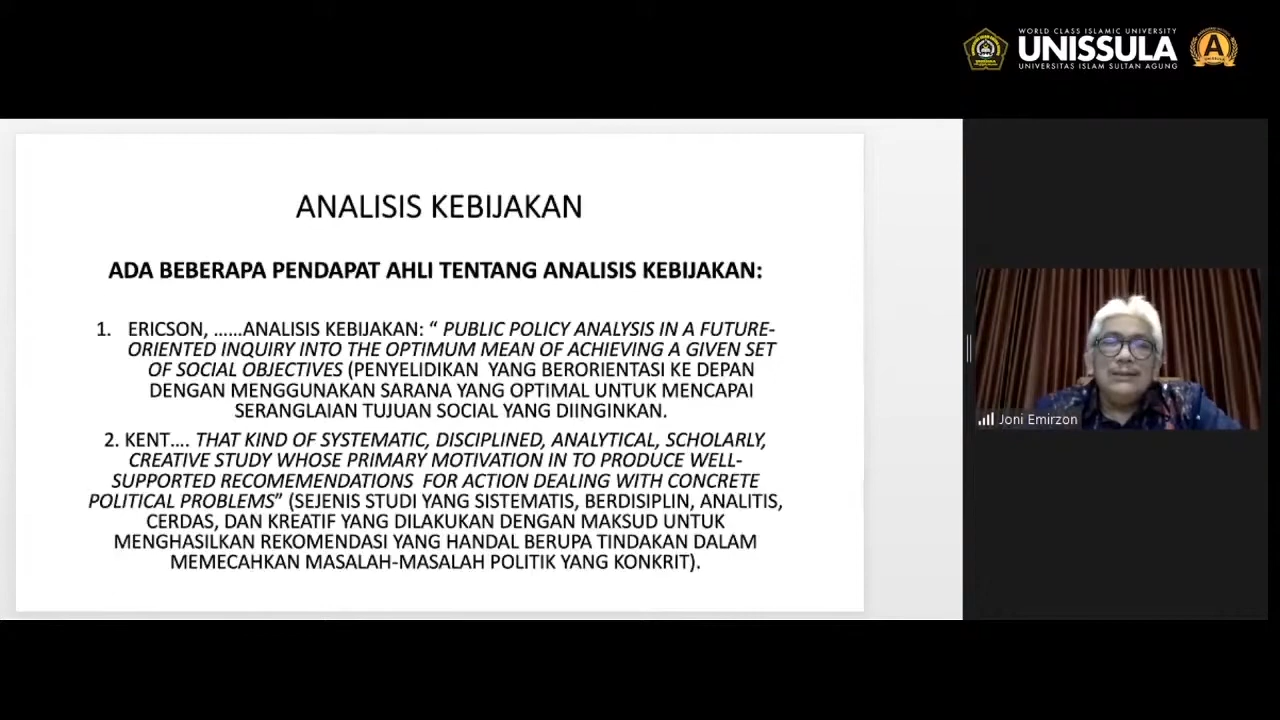 WORLD CLASS ISLAMIC UNIVERSITY
UNISSULA
UNIVERSITAS ISLAM SULTAN AGUNG
A
ANALISIS KEBIJAKAN
ADA BEBERAPA PENDAPAT AHLI TENTANG ANALISIS KEBIJAKAN:
1. ERICSON, ......ANALISIS KEBIJAKAN: “ PUBLIC POLICY ANALYSIS IN A FUTURE-
ORIENTED INQUIRY INTO THE OPTIMUM MEAN OF ACHIEVING A GIVEN SET
OF SOCIAL OBJECTIVES (PENYELIDIKAN YANG BERORIENTASI KE DEPAN
DENGAN MENGGUNAKAN SARANA YANG OPTIMAL UNTUK MENCAPAI
SERANGLAIAN TUJUAN SOCIAL YANG DIINGINKAN.
2. KENT.... THAT KIND OF SYSTEMATIC, DISCIPLINED, ANALYTICAL, SCHOLARLY,
CREATIVE STUDY WHOSE PRIMARY MOTIVATION IN TO PRODUCE WELL-
SUPPORTED RECOMEMENDATIONS FOR ACTION DEALING WITH CONCRETE
POLITICAL PROBLEMS” (SEJENIS STUDI YANG SISTEMATIS, BERDISIPLIN, ANALITIS,
CERDAS, DAN KREATIF YANG DILAKUKAN DENGAN MAKSUD UNTUK
MENGHASILKAN REKOMENDASI YANG HANDAL BERUPA TINDAKAN DALAM
MEMECAHKAN MASALAH-MASALAH POLITIK YANG KONKRIT).
Joni Emirzon